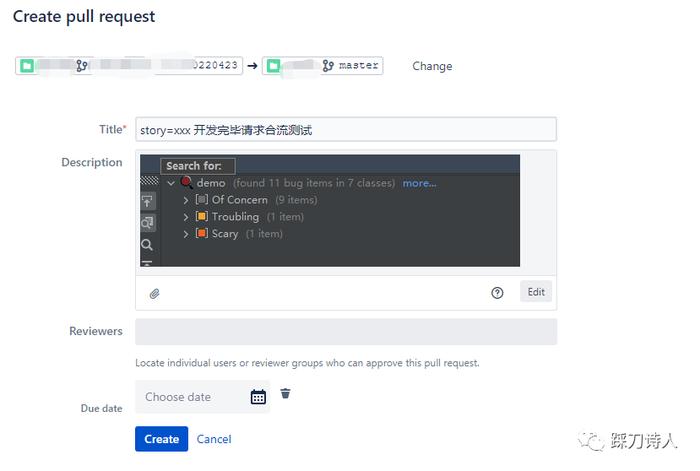 Create pull request
0220423 → master Change
Title* story=xxx 开发完毕请求合流测试
Description
Search for:
demo (found 11 bug items in 7 classes) more...
Of Concern (9 items)
Troubling (1 item)
Scary (1 item)
Edit
Reviewers
Locate individual users or reviewer groups who can approve this pull request.
Due date Choose date
Create Cancel
踩刀诗人